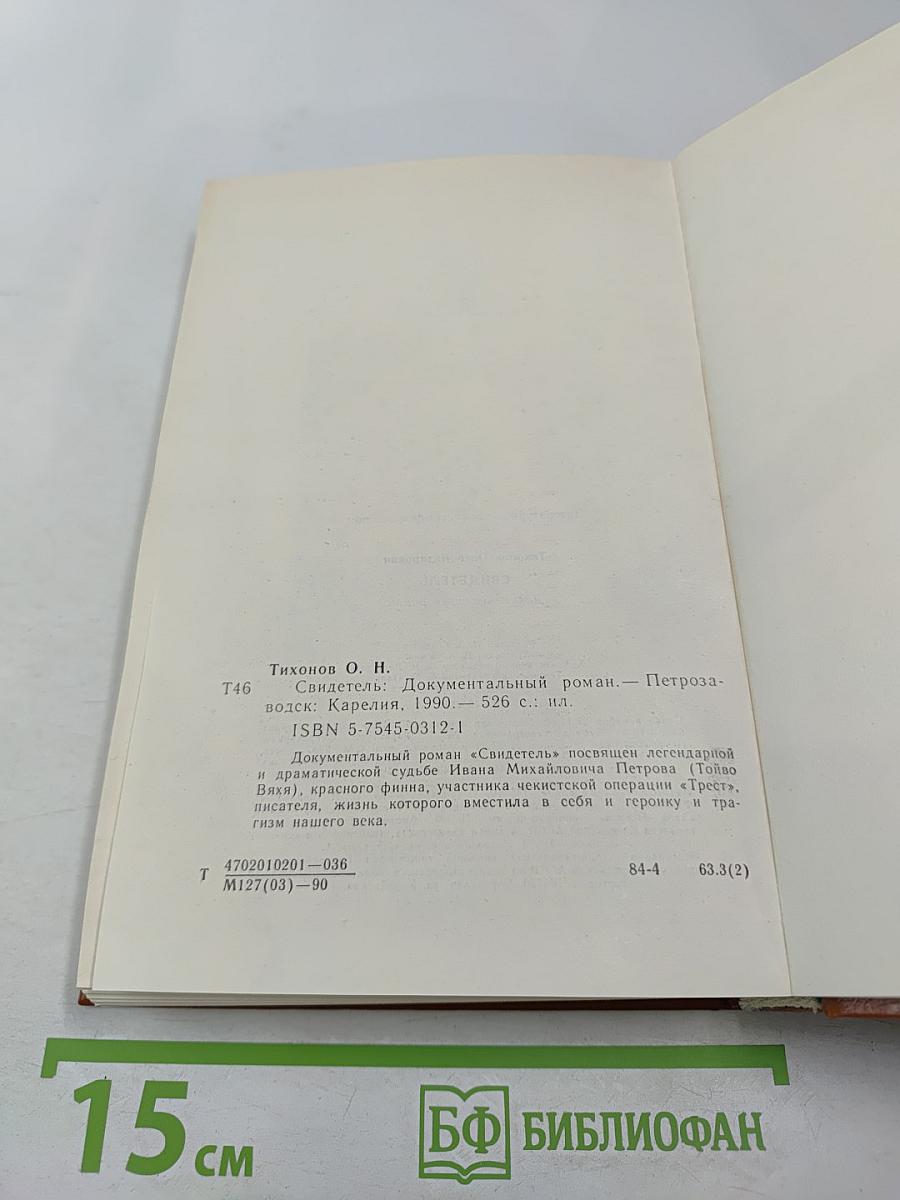 Тихонов О. Н.
Т46 Свидетель: Документальный роман.— Петроза-
водск: Карелия, 1990.— 526 с.: ил.
ISBN 5-7545-0312-1
Документальный роман «Свидетель» посвящен легендарной
и драматической судьбе Ивана Михайловича Петрова (Тойво
Вяхя), красного финна, участника чекистской операции «Трест»,
писателя, жизнь которого вместила в себя и героику и тра-
гизм нашего века.
Т 4702010201—036 84-4 63.3(2)
М127(03)—90
15 см БФ БИБЛИОФАН